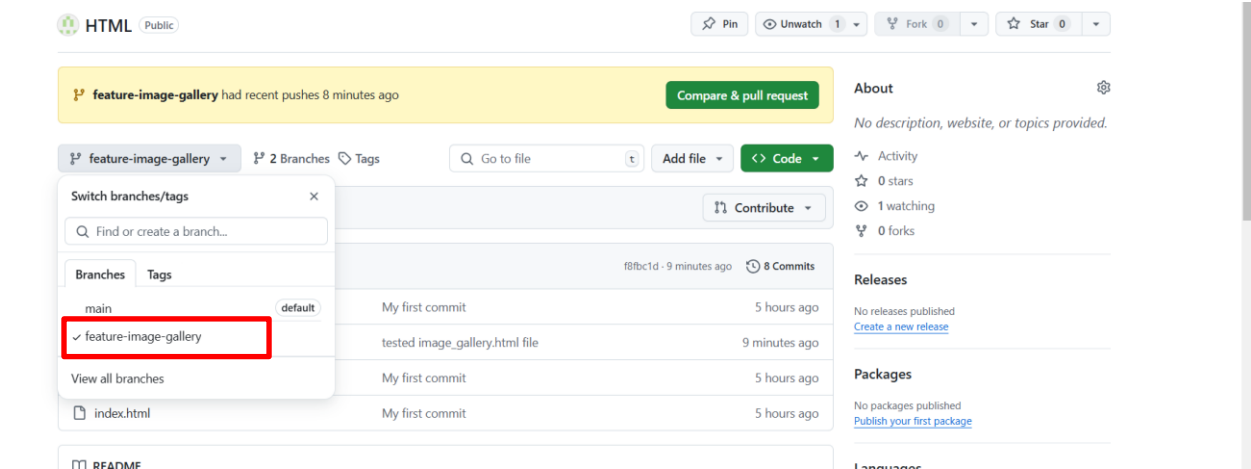 HTML Public
Pin Unwatch 1 Fork 0 Star 0
feature-image-gallery had recent pushes 8 minutes ago Compare & pull request
feature-image-gallery 2 Branches Tags Go to file t Add file Code
Switch branches/tags
Contribute
Find or create a branch...
Branches Tags
f8fbc1d · 9 minutes ago 8 Commits
main default My first commit 5 hours ago
feature-image-gallery tested image_gallery.html file 9 minutes ago
View all branches My first commit 5 hours ago
index.html My first commit 5 hours ago
README
About
No description, website, or topics provided.
Activity
0 stars
1 watching
0 forks
Releases
No releases published
Create a new release
Packages
No packages published
Publish your first package
Languages